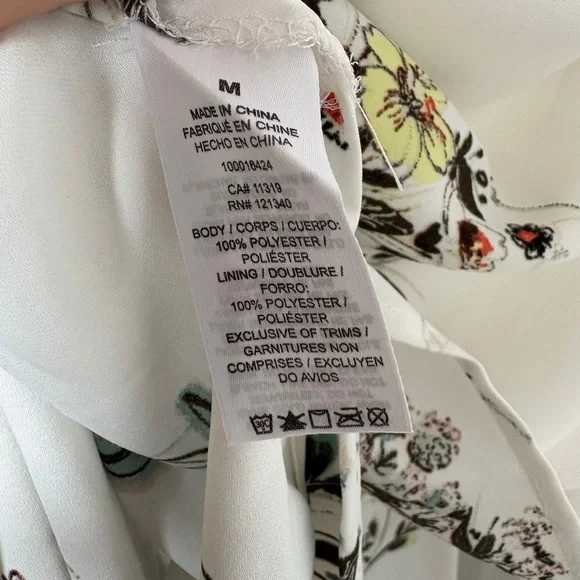 M
MADE IN CHINA
FABRIQUÉ EN CHINE
HECHO EN CHINA
100016424
CA# 11319
RN# 121340
BODY / CORPS / CUERPO:
100% POLYESTER /
POLIÉSTER
LINING / DOUBLURE /
FORRO:
100% POLYESTER /
POLIÉSTER
EXCLUSIVE OF TRIMS /
GARNITURES NON
COMPRISES / EXCLUYEN
DO AVIOS
30C